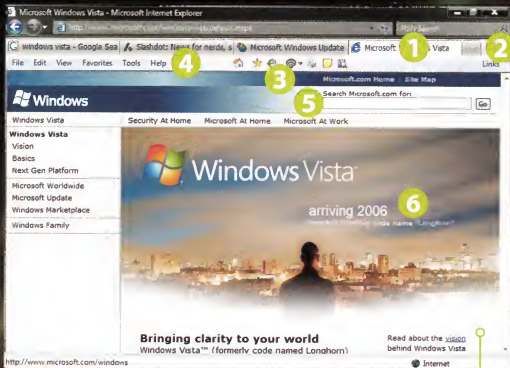 Microsoft Windows Vista - Microsoft Internet Explorer
MSN Search
windows vista - Google Sea
Slashdot: News for nerds, s
Microsoft Windows Update
Microsoft Vista
1
2
File Edit View Favorites Tools Help
4
Links
3
Microsoft.com Home Site Map
5
Search Microsoft.com for:
Windows
Go
Windows Vista
Security At Home Microsoft At Home Microsoft At Work
Windows Vista
Vision
Basics
Next Gen Platform
Microsoft Worldwide
Microsoft Update
Windows Marketplace
Windows Family
Windows Vista
arriving 2006
6
code name "Longhorn"
Bringing clarity to your world
Windows Vista™ (formerly code named Longhorn)
Read about the vision
behind Windows Vista
http://www.microsoft.com/windows
Internet